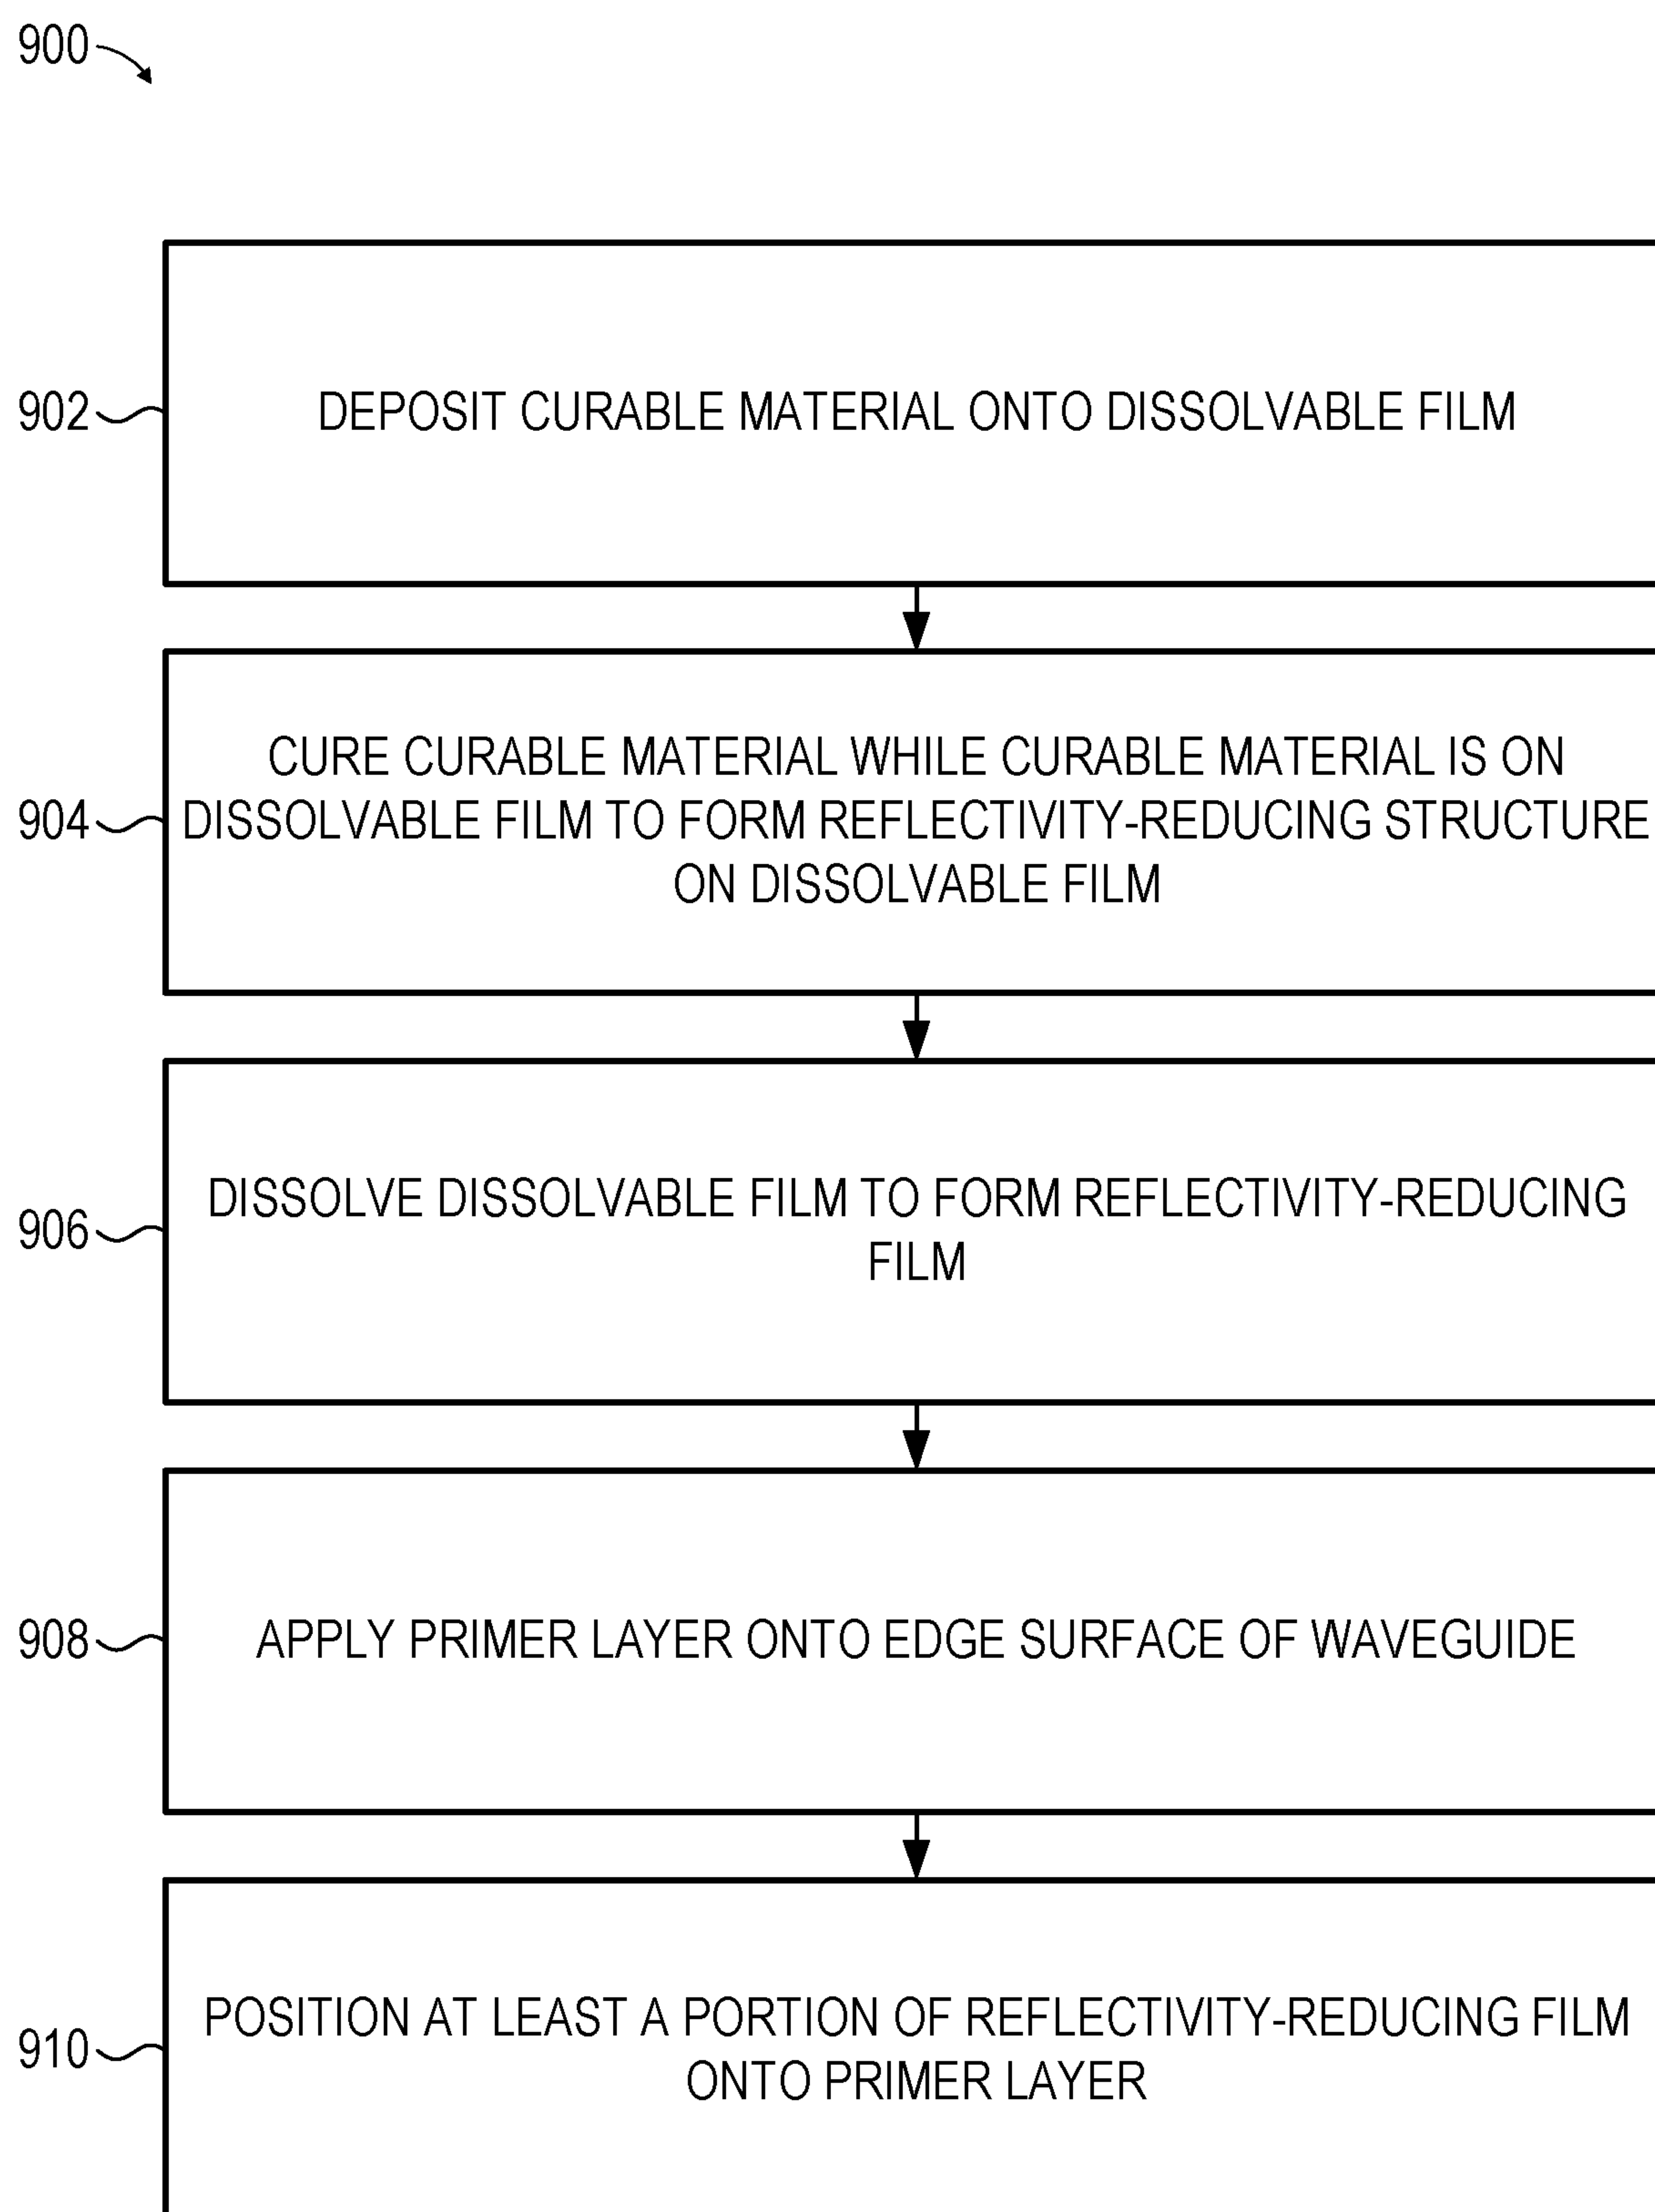 900
902
DEPOSIT CURABLE MATERIAL ONTO DISSOLVABLE FILM
CURE CURABLE MATERIAL WHILE CURABLE MATERIAL IS ON
904
DISSOLVABLE FILM TO FORM REFLECTIVITY-REDUCING STRUCTURE
ON DISSOLVABLE FILM
906
DISSOLVE DISSOLVABLE FILM TO FORM REFLECTIVITY-REDUCING
FILM
908
APPLY PRIMER LAYER ONTO EDGE SURFACE OF WAVEGUIDE
910
POSITION AT LEAST A PORTION OF REFLECTIVITY-REDUCING FILM
ONTO PRIMER LAYER